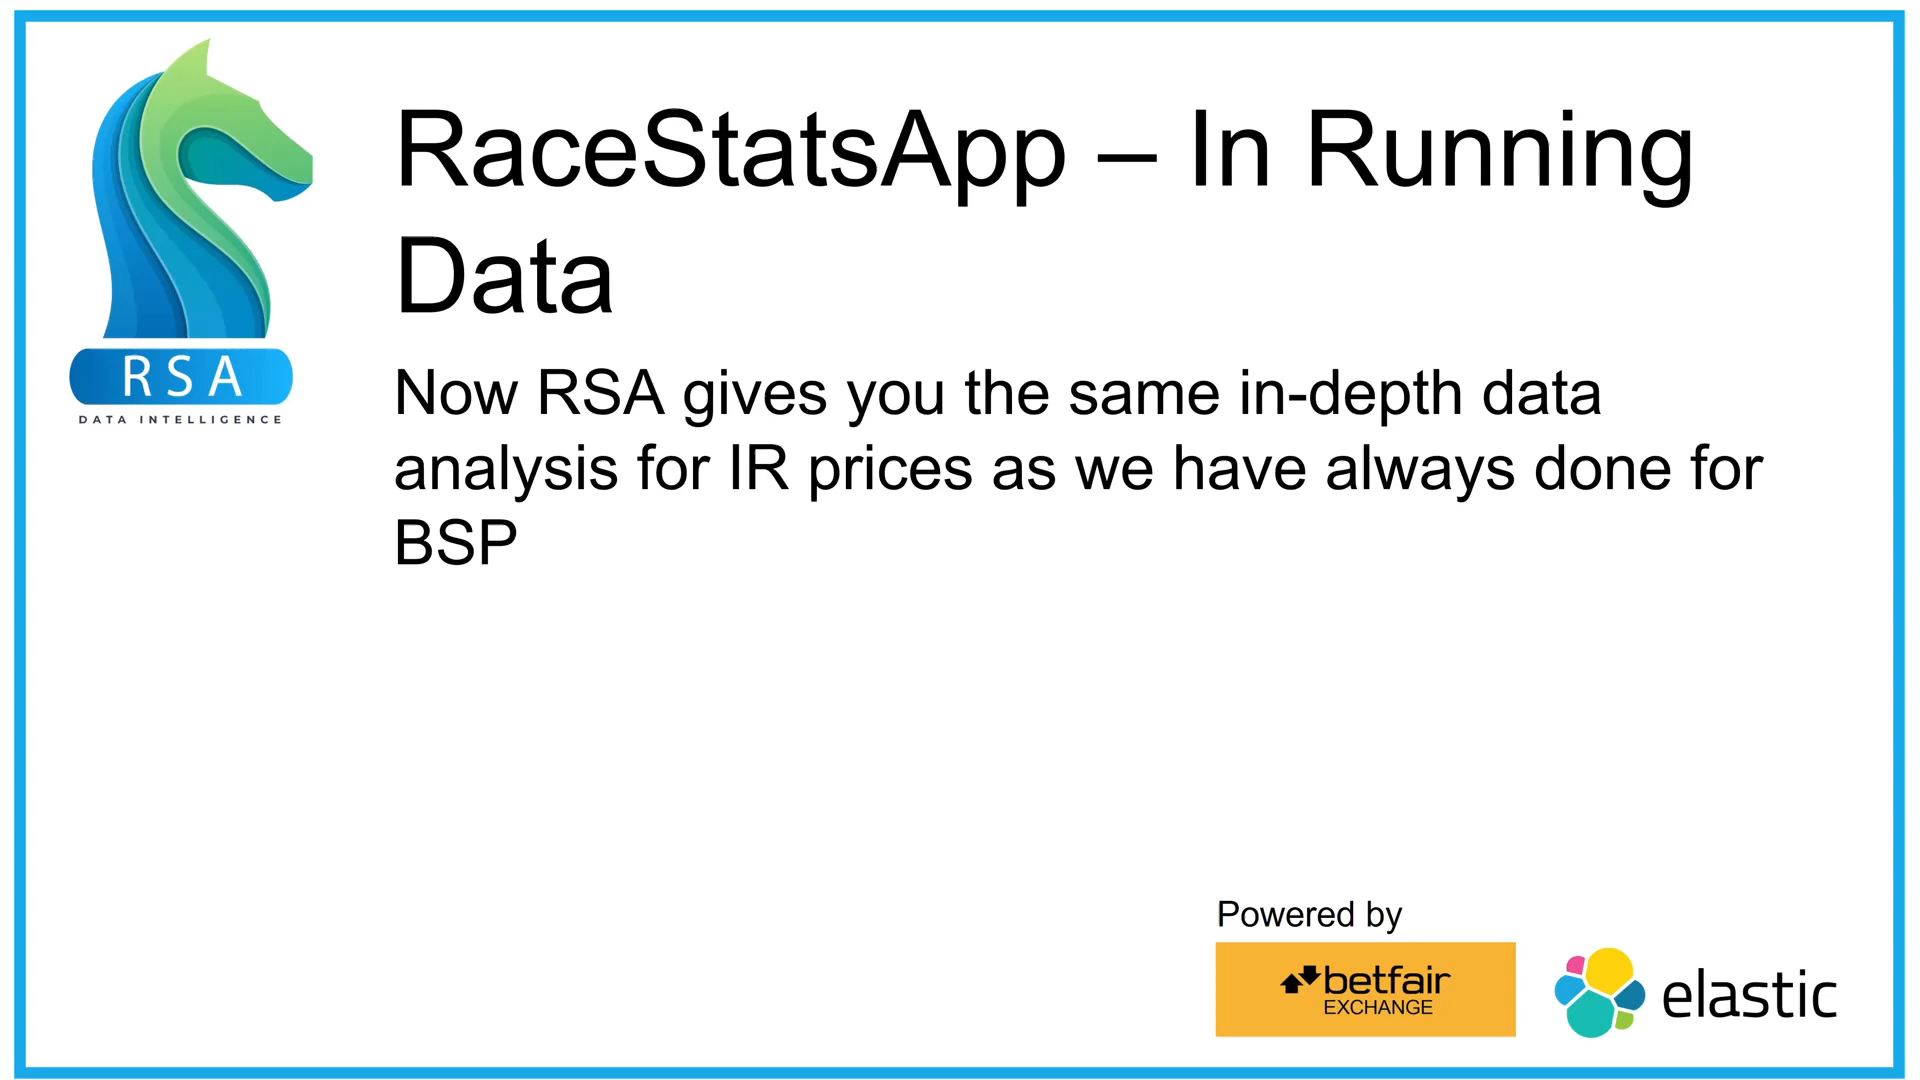 RaceStatsApp – In Running
Data
RSA
DATA INTELLIGENCE
Now RSA gives you the same in-depth data
analysis for IR prices as we have always done for
BSP
Powered by
betfair
EXCHANGE
elastic